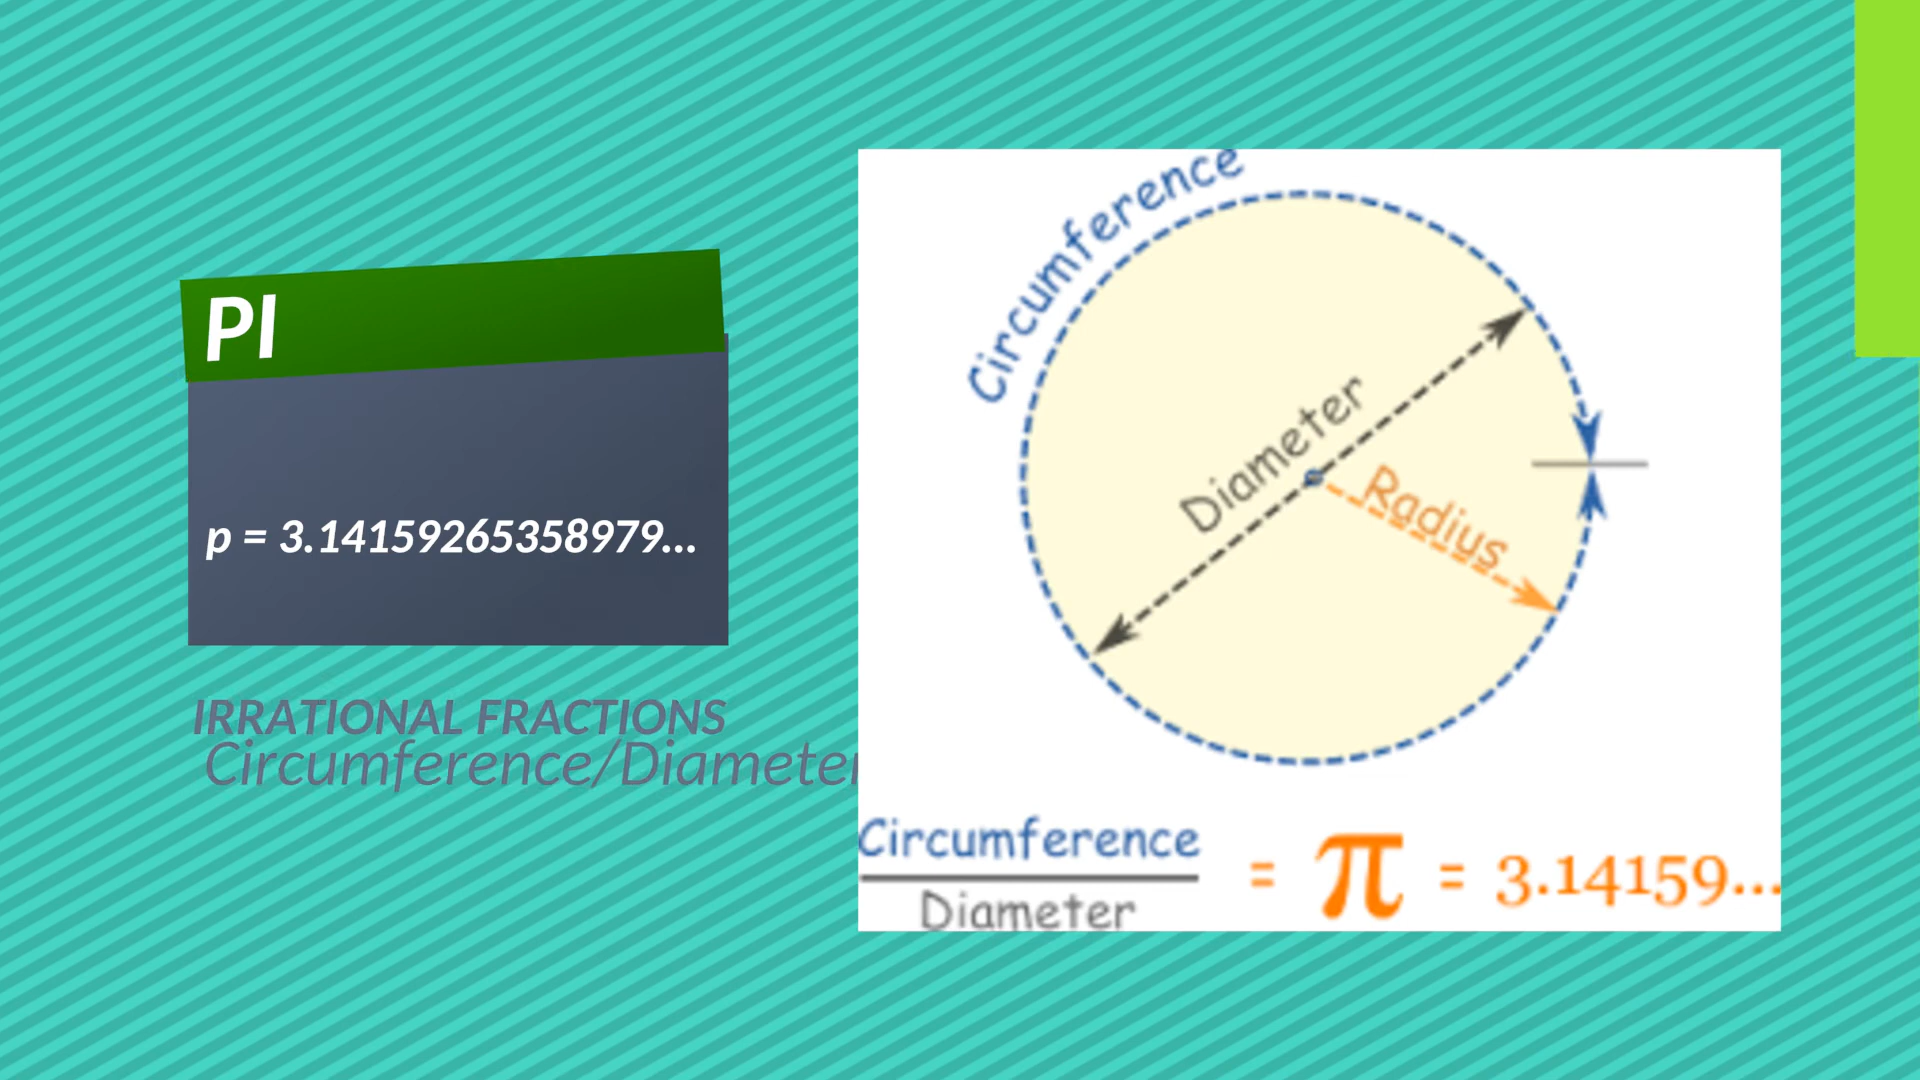 PI
p = 3.14159265358979...
IRRATIONAL FRACTIONS
Circumference/Diameter
Circumference
Diameter
Radius
Circumference
Diameter
= π = 3.14159...